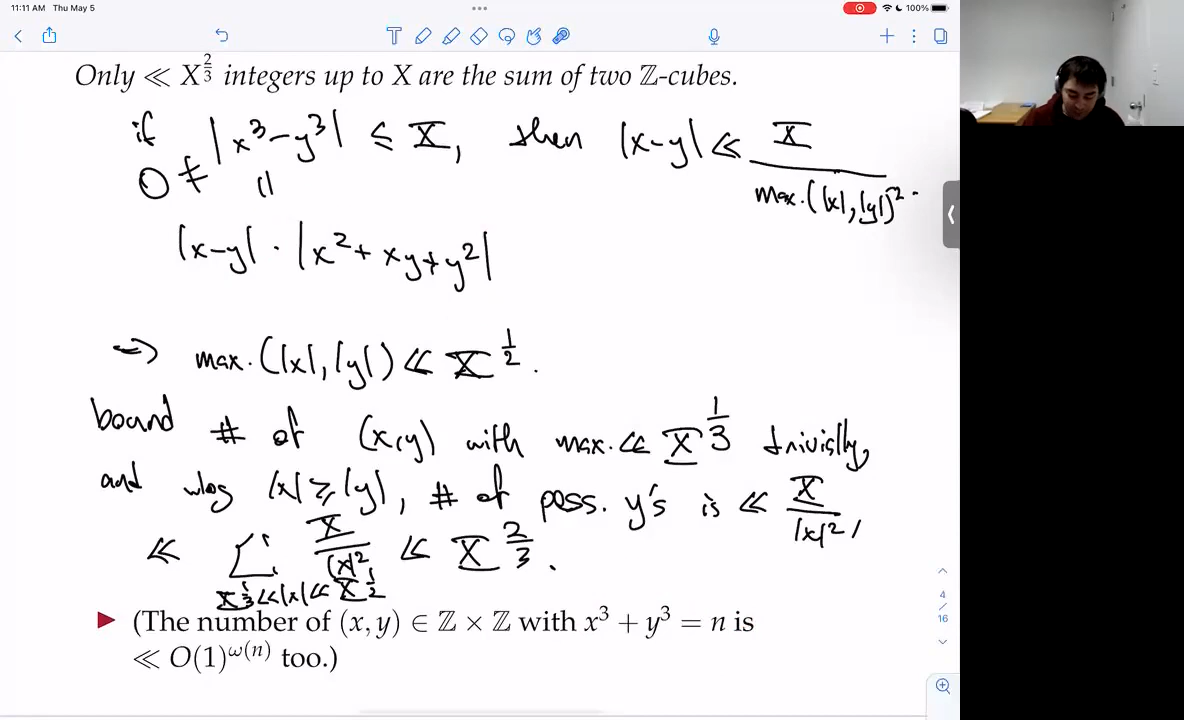 11:11 AM Thu May 5
100%
Only ≪ X^{2/3} integers up to X are the sum of two ℤ-cubes.
if 0 ≠ |x³-y³| ≤ X, then |x-y| ≪ X / max.(|x|,|y|)².
||
|x-y| · |x²+xy+y²|
=> max.(|x|,|y|) ≪ X^{1/2}.
bound # of (x,y) with max. ≪ X^{1/3} trivially,
and wlog |x| ≥ |y|, # of poss. y's is ≪ X / |x|²,
≪ Σ_{X^{1/3}≪|x|≪X^{1/2}} X / |x|² ≪ X^{2/3}.
(The number of (x, y) ∈ ℤ × ℤ with x³ + y³ = n is
≪ O(1)^{ω(n)} too.)
4
/
16